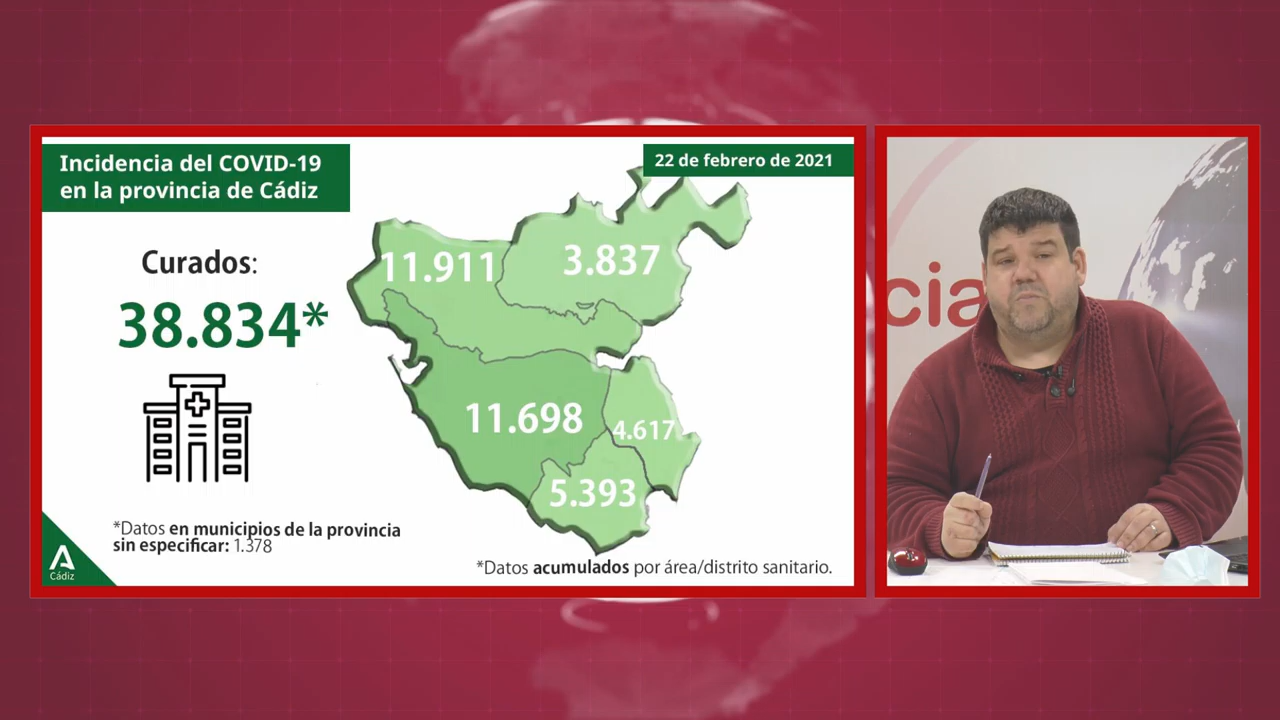 Incidencia del COVID-19
en la provincia de Cádiz
22 de febrero de 2021
Curados:
38.834*
11.911
3.837
11.698
4.617
5.393
*Datos en municipios de la provincia
sin especificar: 1.378
*Datos acumulados por área/distrito sanitario.
A
Cádiz
cia